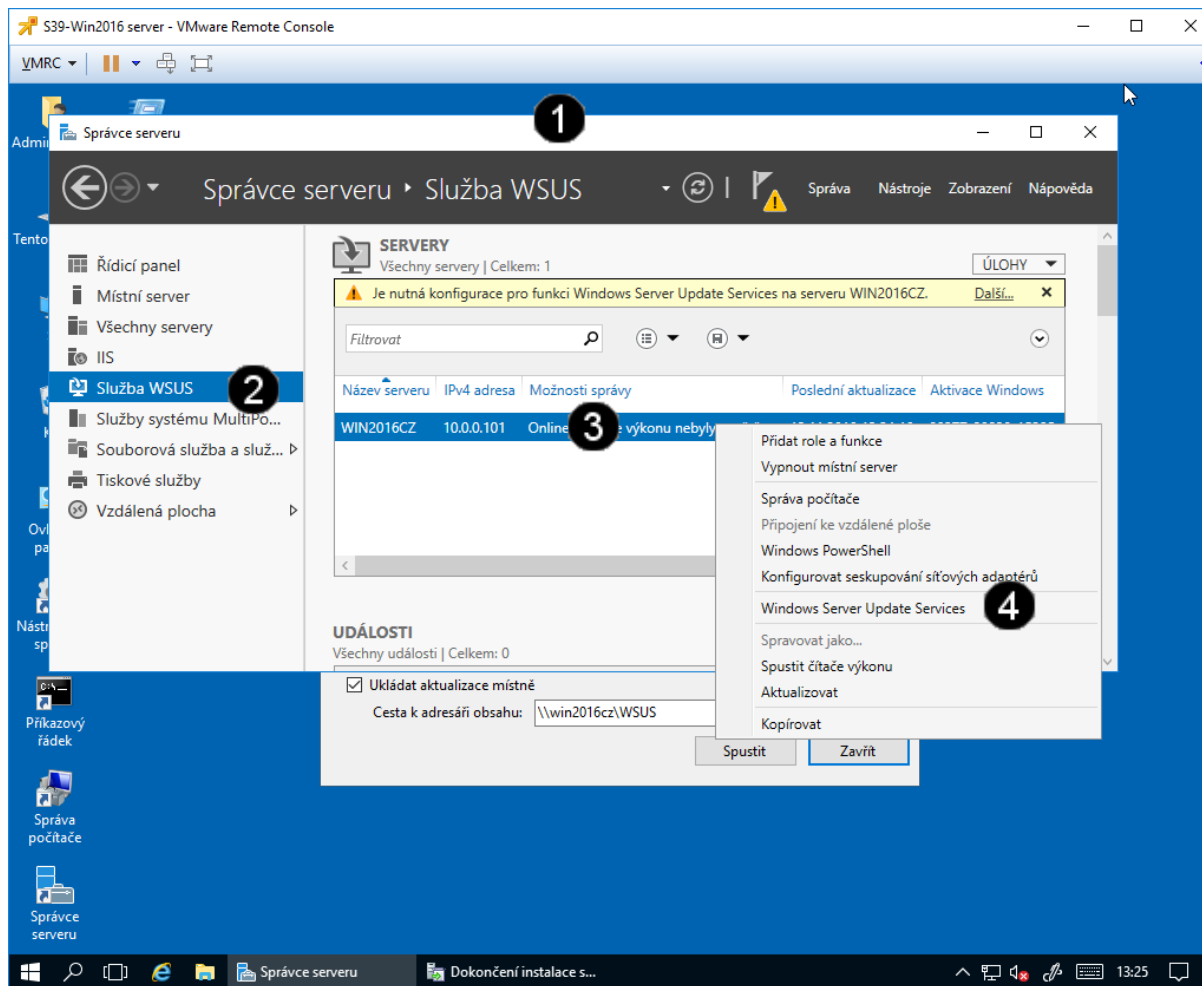 S39-Win2016 server - VMware Remote Console
VMRC
Admi
1
Správce serveru
Správce serveru
Služba WSUS
Správa
Nástroje
Zobrazení
Nápověda
Tento
Řídicí panel
Místní server
Všechny servery
IIS
Služba WSUS
2
Služby systému MultiPo...
Souborová služba a služ...
Tiskové služby
Vzdálená plocha
SERVERY
Všechny servery | Celkem: 1
ÚLOHY
Je nutná konfigurace pro funkci Windows Server Update Services na serveru WIN2016CZ.
Další...
Filtrovat
Název serveru
IPv4 adresa
Možnosti správy
Poslední aktualizace
Aktivace Windows
WIN2016CZ
10.0.0.101
Online
3
výkonu nebyly
Přidat role a funkce
Vypnout místní server
Správa počítače
Připojení ke vzdálené ploše
Windows PowerShell
Konfigurovat seskupování síťových adaptérů
Windows Server Update Services
4
Spravovat jako...
Spustit čítače výkonu
Aktualizovat
Kopírovat
UDÁLOSTI
Všechny události | Celkem: 0
Ukládat aktualizace místně
Cesta k adresáři obsahu:
\\win2016cz\WSUS
Spustit
Zavřít
Ovl
pa
Nástr
sp
Příkazový
řádek
Správa
počítače
Správce
serveru
Správce serveru
Dokončení instalace s...
13:25